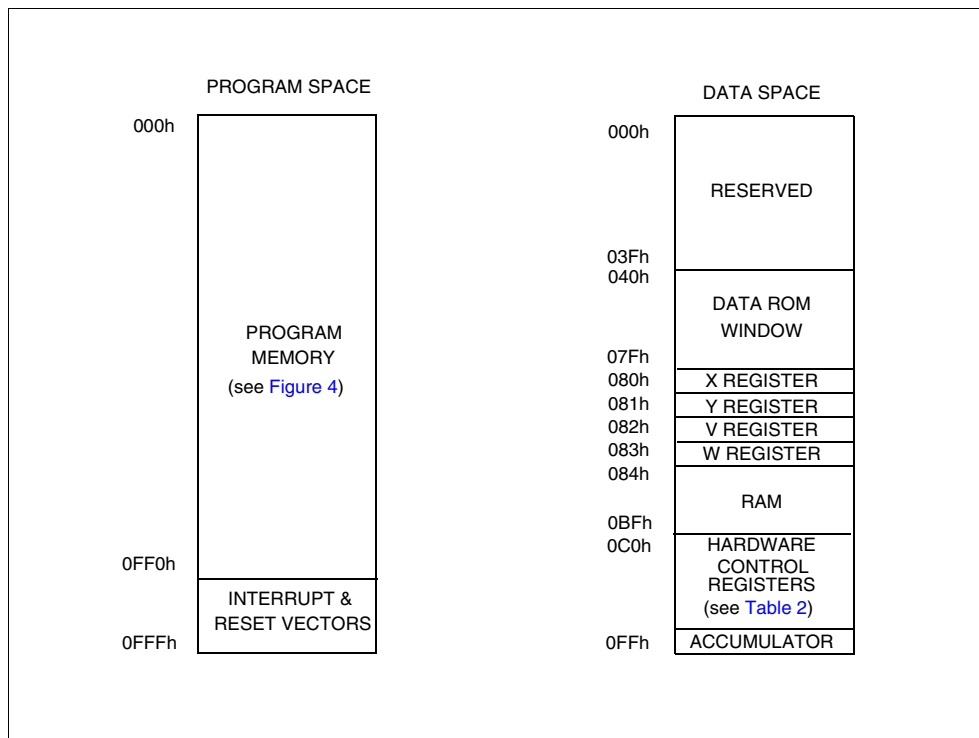 PROGRAM SPACE
000h
PROGRAM
MEMORY
(see Figure 4)
0FF0h
INTERRUPT &
RESET VECTORS
0FFFh
DATA SPACE
000h
RESERVED
03Fh
040h
DATA ROM
WINDOW
07Fh
080h
X REGISTER
081h
Y REGISTER
082h
V REGISTER
083h
W REGISTER
084h
RAM
0BFh
0C0h
HARDWARE
CONTROL
REGISTERS
(see Table 2)
0FFh
ACCUMULATOR